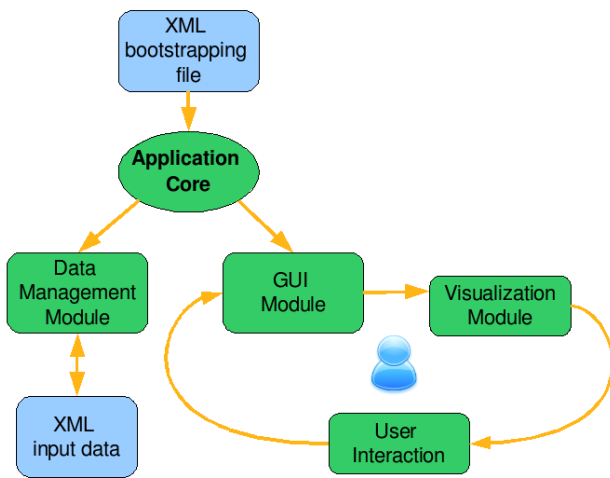 XML
bootstrapping
file
Application
Core
Data
Management
Module
GUI
Module
Visualization
Module
XML
input data
User
Interaction